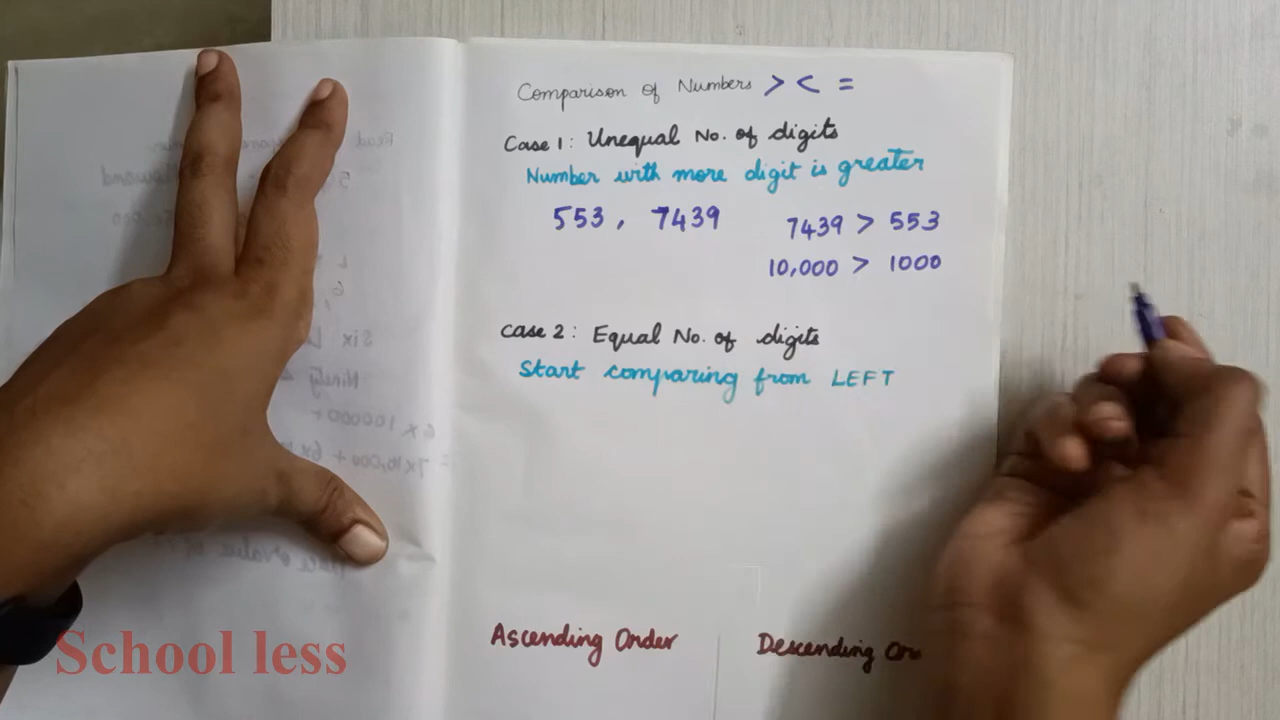 Comparison of Numbers > < =
Case 1: Unequal No. of digits
Number with more digit is greater
553, 7439
7439 > 553
10,000 > 1000
Case 2: Equal No. of digits
Start comparing from LEFT
Ascending Order
Descending
School less